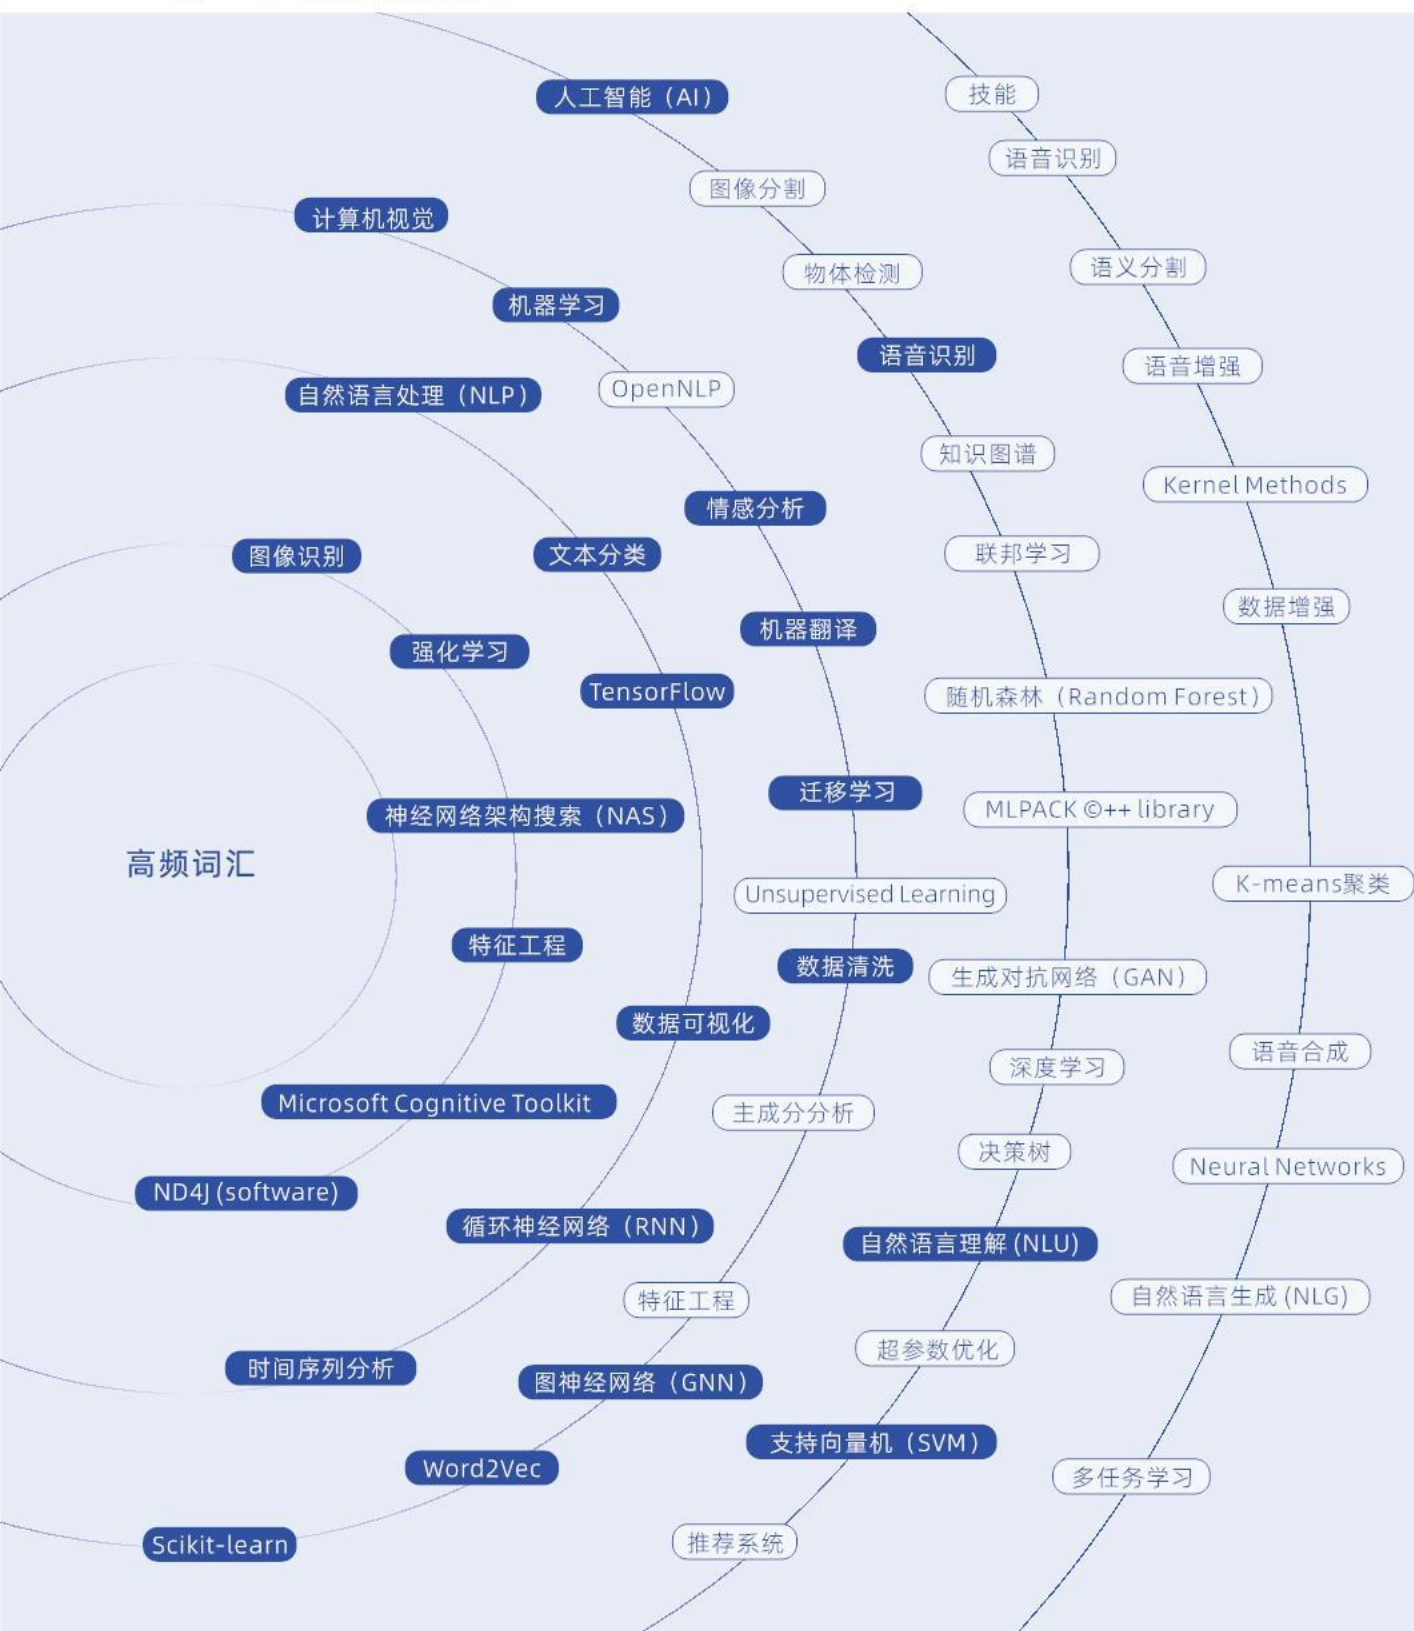 人工智能（AI）
技能
语音识别
图像分割
计算机视觉
语义分割
物体检测
机器学习
语音识别
语音增强
自然语言处理（NLP）
OpenNLP
知识图谱
Kernel Methods
情感分析
图像识别
文本分类
联邦学习
数据增强
机器翻译
强化学习
TensorFlow
随机森林（Random Forest）
迁移学习
神经网络架构搜索（NAS）
MLPACK ©++ library
高频词汇
K-means聚类
Unsupervised Learning
特征工程
数据清洗
生成对抗网络（GAN）
数据可视化
语音合成
深度学习
Microsoft Cognitive Toolkit
主成分分析
决策树
Neural Networks
ND4J (software)
循环神经网络（RNN）
自然语言理解 (NLU)
特征工程
自然语言生成 (NLG)
超参数优化
时间序列分析
图神经网络（GNN）
支持向量机（SVM）
Word2Vec
多任务学习
Scikit-learn
推荐系统